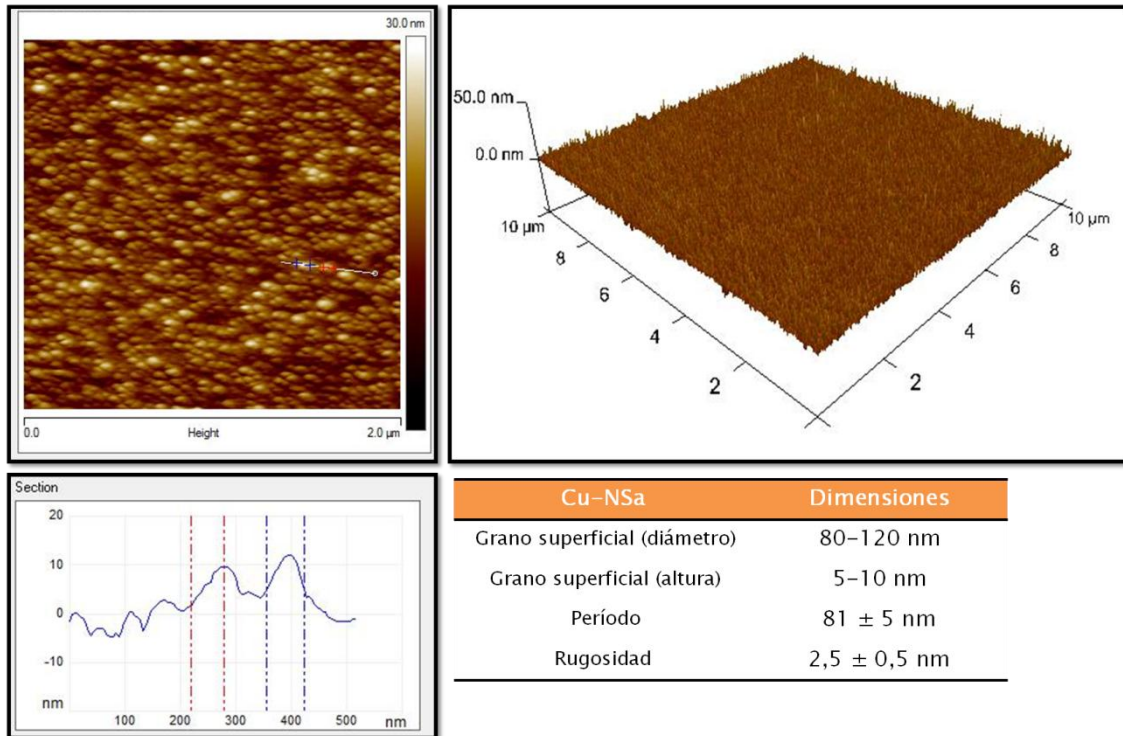 30.0 nm
0.0 Height 2.0 µm
50.0 nm
0.0 nm
10 µm
8
6
4
2
10 µm
8
6
4
2
Section
20
10
0
-10
nm
100 200 300 400 500 nm
Cu-NSa Dimensiones
Grano superficial (diámetro) 80-120 nm
Grano superficial (altura) 5-10 nm
Período 81 ± 5 nm
Rugosidad 2,5 ± 0,5 nm